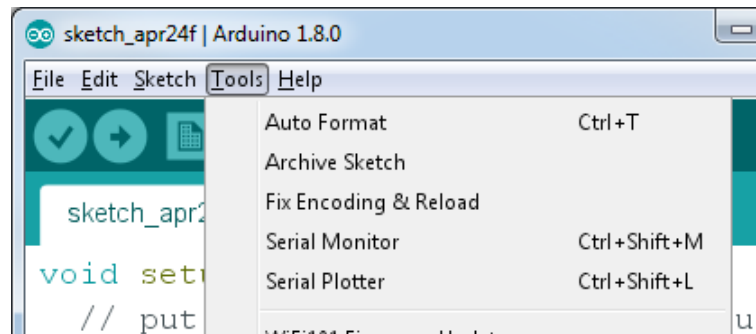 sketch_apr24f | Arduino 1.8.0
File Edit Sketch Tools Help
Auto Format Ctrl+T
Archive Sketch
Fix Encoding & Reload
sketch_apr2
Serial Monitor Ctrl+Shift+M
void setu
Serial Plotter Ctrl+Shift+L
// put